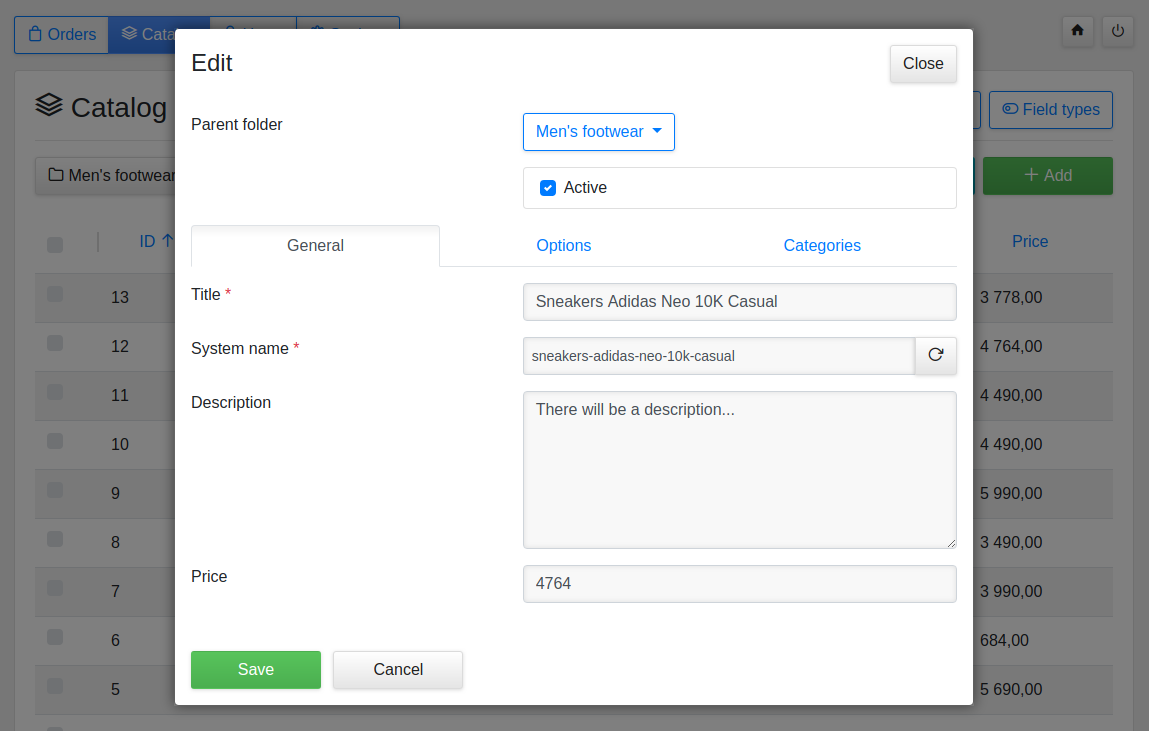 Orders
Cata
Catalog
Field types
Men's footwear
Add
ID
Price
13
3 778,00
12
4 764,00
11
4 490,00
10
4 490,00
9
5 990,00
8
3 490,00
7
3 990,00
6
684,00
5
5 690,00
Edit
Close
Parent folder
Men's footwear
Active
General
Options
Categories
Title *
Sneakers Adidas Neo 10K Casual
System name *
sneakers-adidas-neo-10k-casual
Description
There will be a description...
Price
4764
Save
Cancel